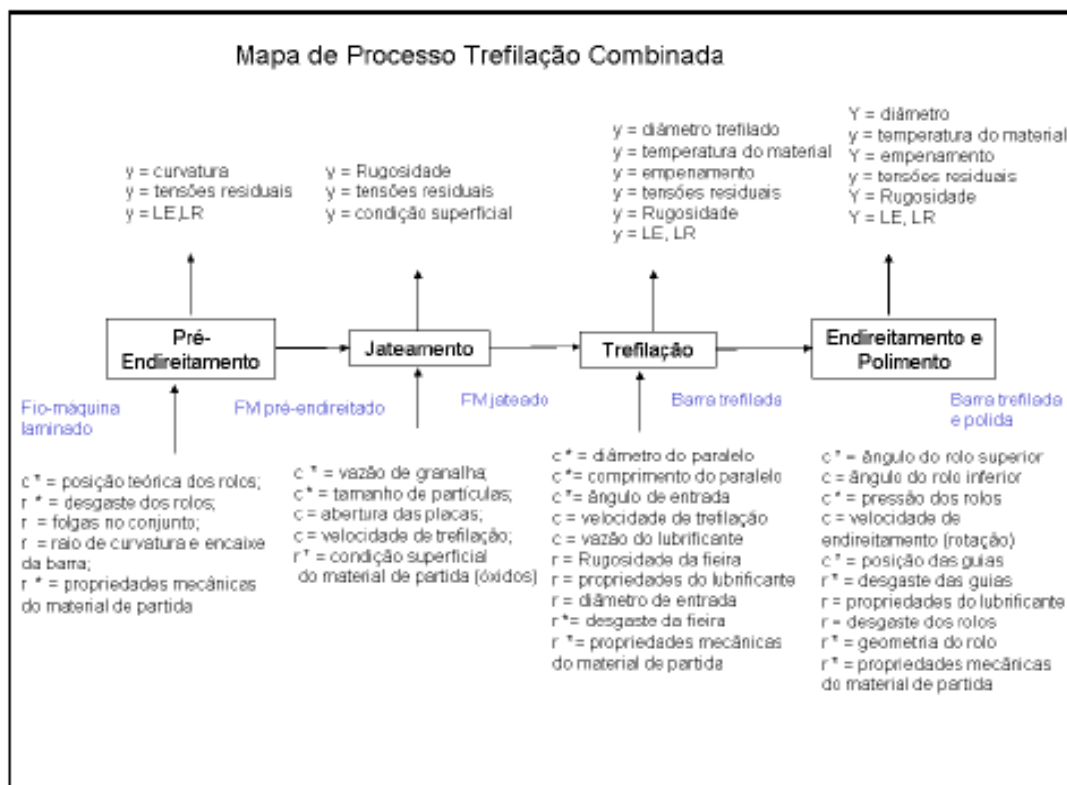 Mapa de Processo Trefilação Combinada
y = curvatura
y = tensões residuais
y = LE,LR
y = Rugosidade
y = tensões residuais
y = condição superficial
y = diâmetro trefilado
y = temperatura do material
y = empenamento
y = tensões residuais
y = Rugosidade
y = LE, LR
Y = diâmetro
y = temperatura do material
Y = empenamento
y = tensões residuais
Y = Rugosidade
Y = LE, LR
Pré-
Endireitamento
Jateamento
Trefilação
Endireitamento e
Polimento
Fio-máquina
laminado
FM pré-endireitado
FM jateado
Barra trefilada
Barra trefilada
e polida
c * = posição teórica dos rolos;
r * = desgaste dos rolos;
r = folgas no conjunto;
r = raio de curvatura e encaixe
da barra;
r * = propriedades mecânicas
do material de partida
c * = vazão de granalha;
c* = tamanho de partículas;
c = abertura das placas;
c = velocidade de trefilação;
r* = condição superficial
do material de partida (óxidos)
c * = diâmetro do paralelo
c *=comprimento do paralelo
c *= ângulo de entrada
c = velocidade de trefilação
c = vazão do lubrificante
r = Rugosidade da fieira
r = propriedades do lubrificante
r = diâmetro de entrada
r *= desgaste da fieira
r *= propriedades mecânicas
do material de partida
c * = ângulo do rolo superior
c = ângulo do rolo inferior
c * = pressão dos rolos
c = velocidade de
endireitamento (rotação)
c * = posição das guias
r* = desgaste das guias
r = propriedades do lubrificante
r = desgaste dos rolos
r *= geometria do rolo
r* = propriedades mecânicas
do material de partida